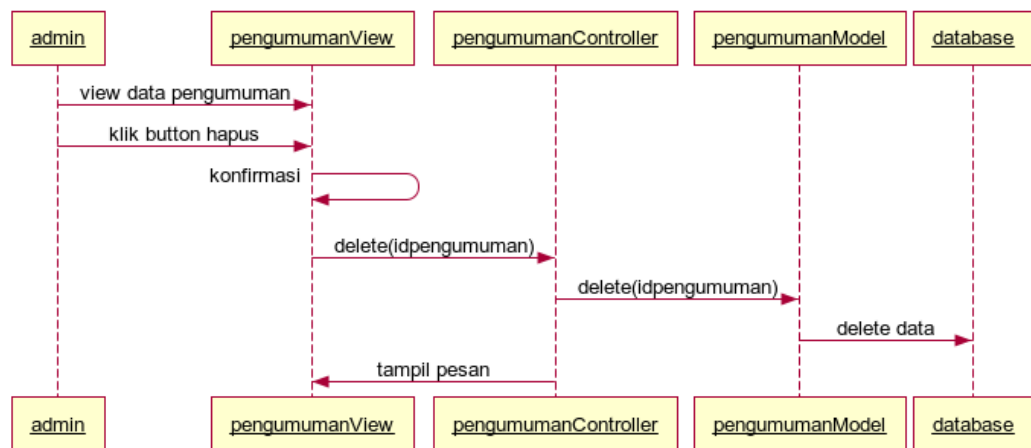 admin
pengumumanView
pengumumanController
pengumumanModel
database
view data pengumuman
klik button hapus
konfirmasi
delete(idpengumuman)
delete(idpengumuman)
delete data
tampil pesan
admin
pengumumanView
pengumumanController
pengumumanModel
database